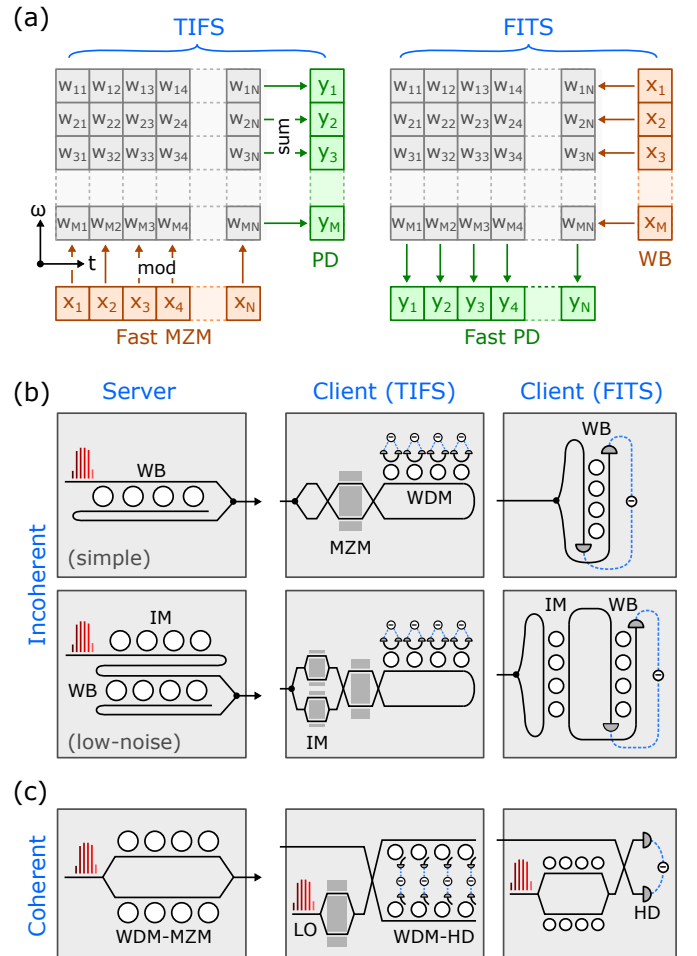 (a)
TIFS
FITS
w11 w12 w13 w14 w1N y1
w21 w22 w23 w24 w2N y2
w31 w32 w33 w34 w3N y3
sum
wM1 wM2 wM3 wM4 wMN yM
ω
t
mod
PD
x1 x2 x3 x4 xN
Fast MZM
w11 w12 w13 w14 w1N x1
w21 w22 w23 w24 w2N x2
w31 w32 w33 w34 w3N x3
wM1 wM2 wM3 wM4 wMN xM
WB
y1 y2 y3 y4 yN
Fast PD
(b)
Server
Client (TIFS)
Client (FITS)
Incoherent
WB
(simple)
MZM
WDM
WB
IM
WB
(low-noise)
IM
IM
WB
(c)
Coherent
WDM-MZM
LO
WDM-HD
HD